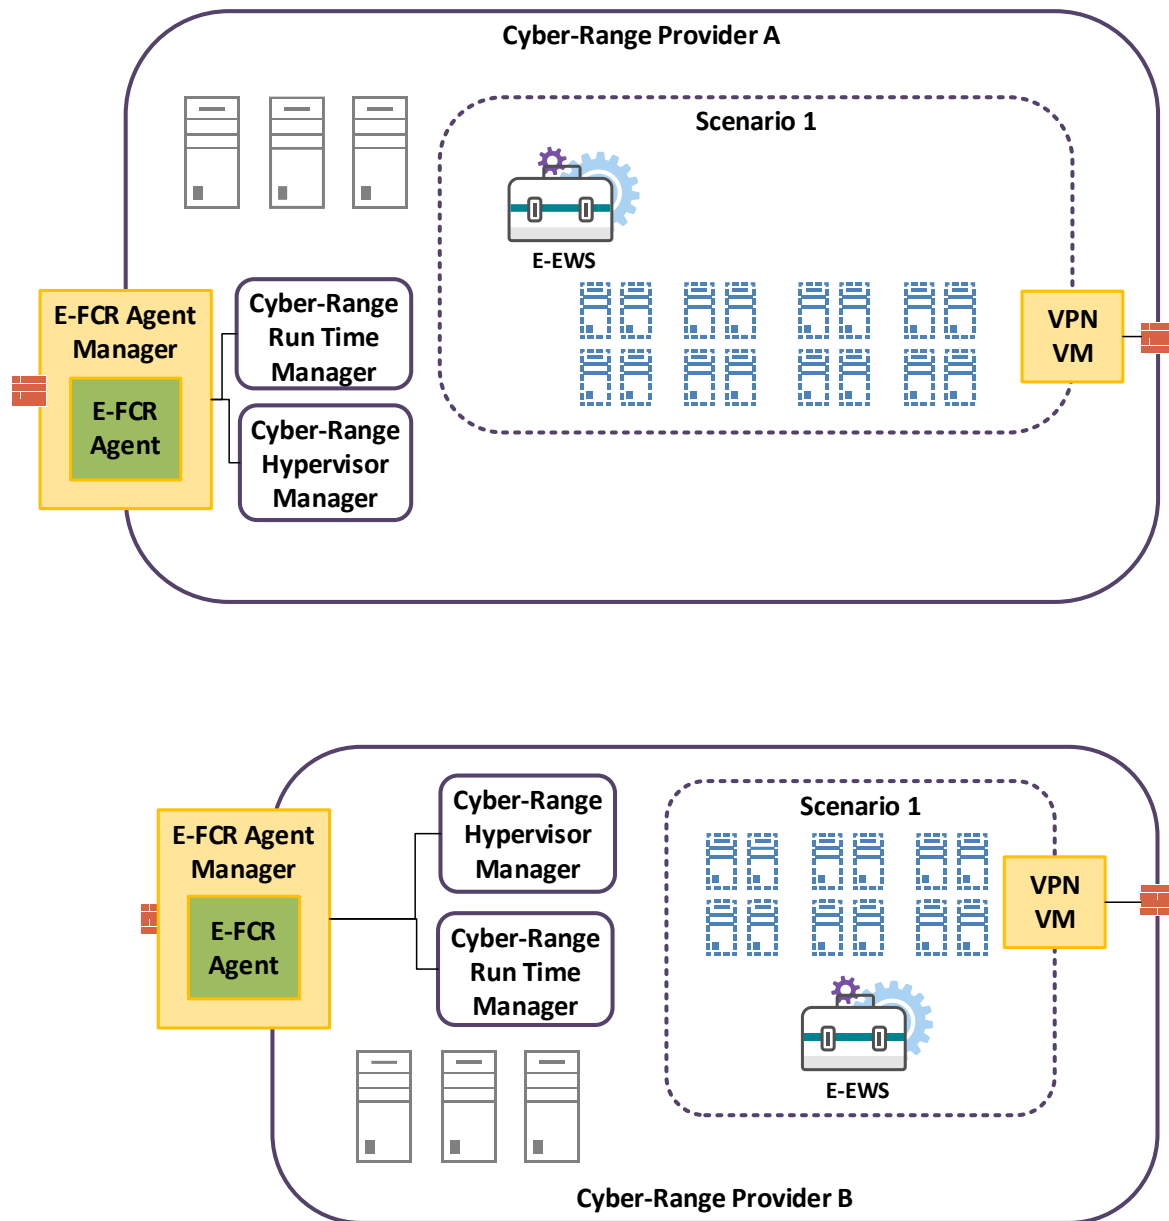 Cyber-Range Provider A
Scenario 1
E-EWS
E-FCR Agent
Manager
E-FCR
Agent
Cyber-Range
Run Time
Manager
Cyber-Range
Hypervisor
Manager
VPN
VM
E-FCR Agent
Manager
E-FCR
Agent
Cyber-Range
Hypervisor
Manager
Cyber-Range
Run Time
Manager
Scenario 1
VPN
VM
E-EWS
Cyber-Range Provider B